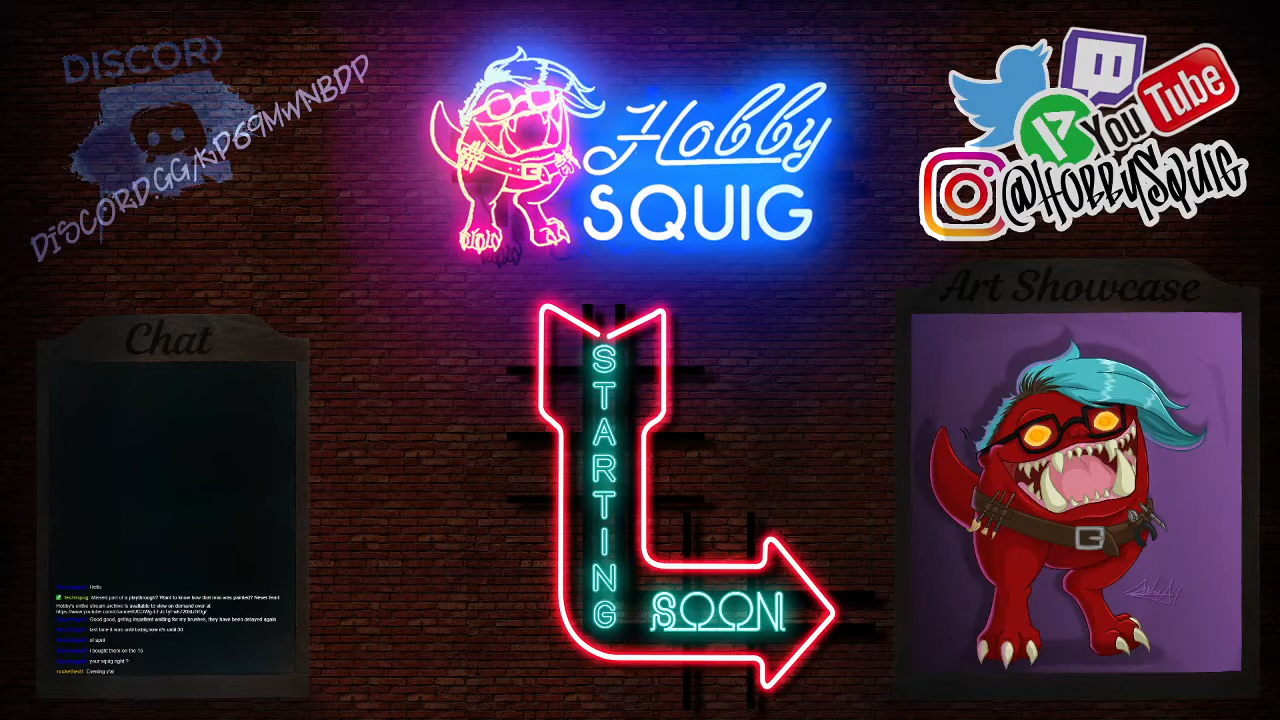 DISCORD
DISCORD.GG/KP69MWNBDD
Hobby
SQUIG
YouTube
@HobbySquig
Art Showcase
Chat
STARTING
SOON
Hello
Missed part of a playthrough? Want to know how that mini was painted? Never fear!
Hobby's entire stream archive is available to view on demand over at
Good good, getting impatient waiting for my brushes, they have been delayed again
last time it was until today now it's until 30
of april
I bought them on the 15
your squig right ?
Evening y'all